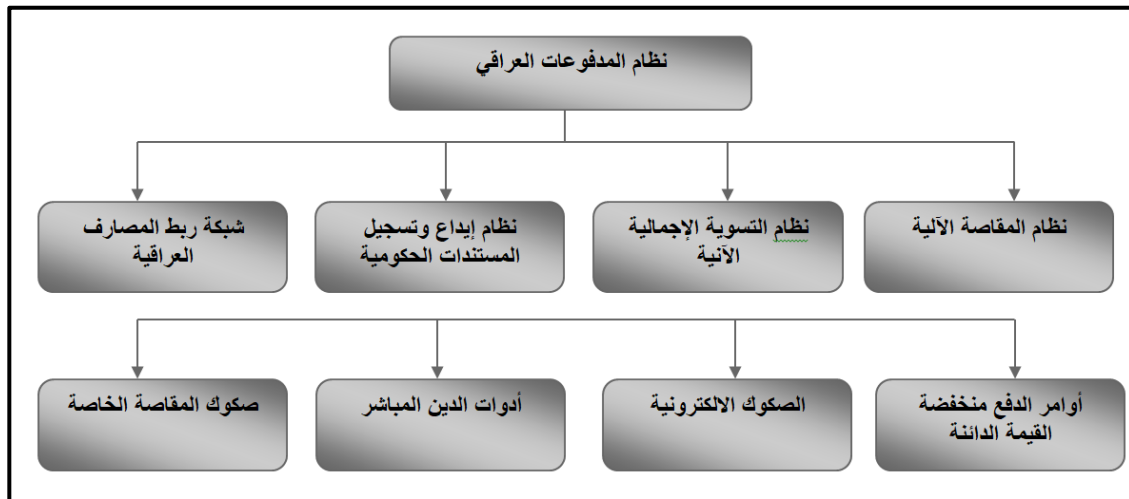 نظام المدفوعات العراقي
نظام المقاصة الآلية
نظام التسوية الإجمالية
الآنية
نظام إيداع وتسجيل
المستندات الحكومية
شبكة ربط المصارف
العراقية
أوامر الدفع منخفضة
القيمة الدائنة
الصكوك الالكترونية
أدوات الدين المباشر
صكوك المقاصة الخاصة